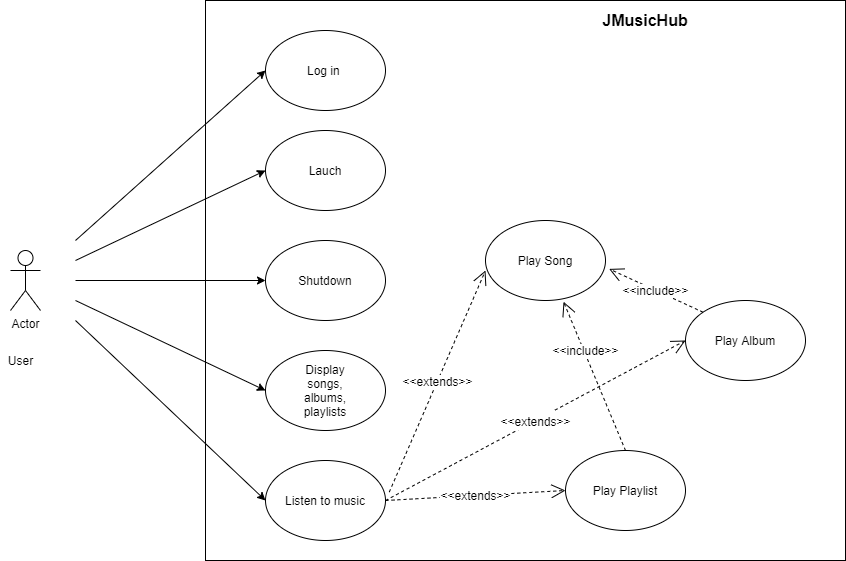 JMusicHub
Log in
Lauch
Shutdown
Display
songs,
albums,
playlists
Listen to music
Actor
User
Play Song
Play Album
Play Playlist
<<include>>
<<include>>
<<extends>>
<<extends>>
<<extends>>